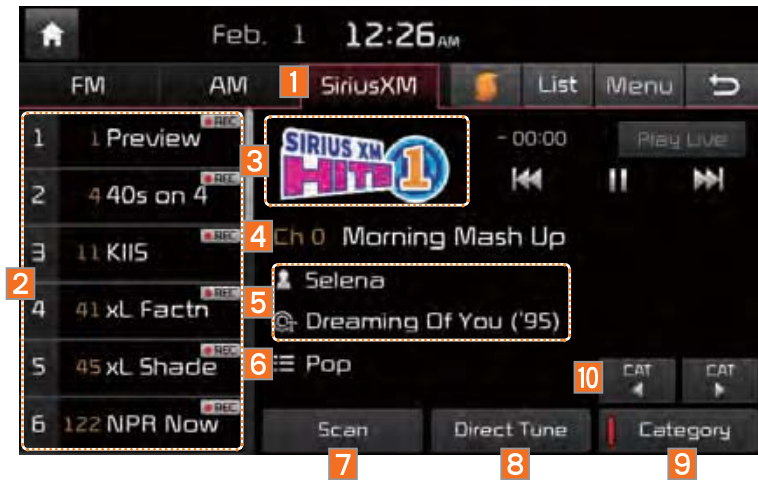 Feb. 1 12:26 AM
FM AM 1 SiriusXM List Menu
2
1 1 Preview REC
2 4 40s on 4 REC
3 11 KIIS REC
4 41 xL Factn REC
5 45 xL Shade REC
6 122 NPR Now REC
3 SIRIUS XM HITS 1
- 00:00 Play Live
4 Ch 0 Morning Mash Up
5 Selena
Dreaming Of You ('95)
6 Pop
10 CAT CAT
Scan Direct Tune Category
7 8 9